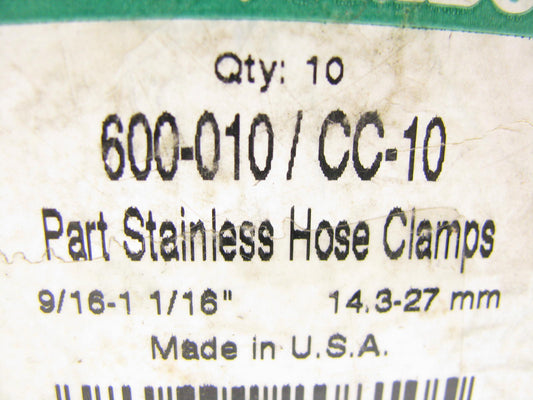 Qty: 10
600-010 / CC-10
Part Stainless Hose Clamps
9/16-1 1/16" 14.3-27 mm
Made in U.S.A.